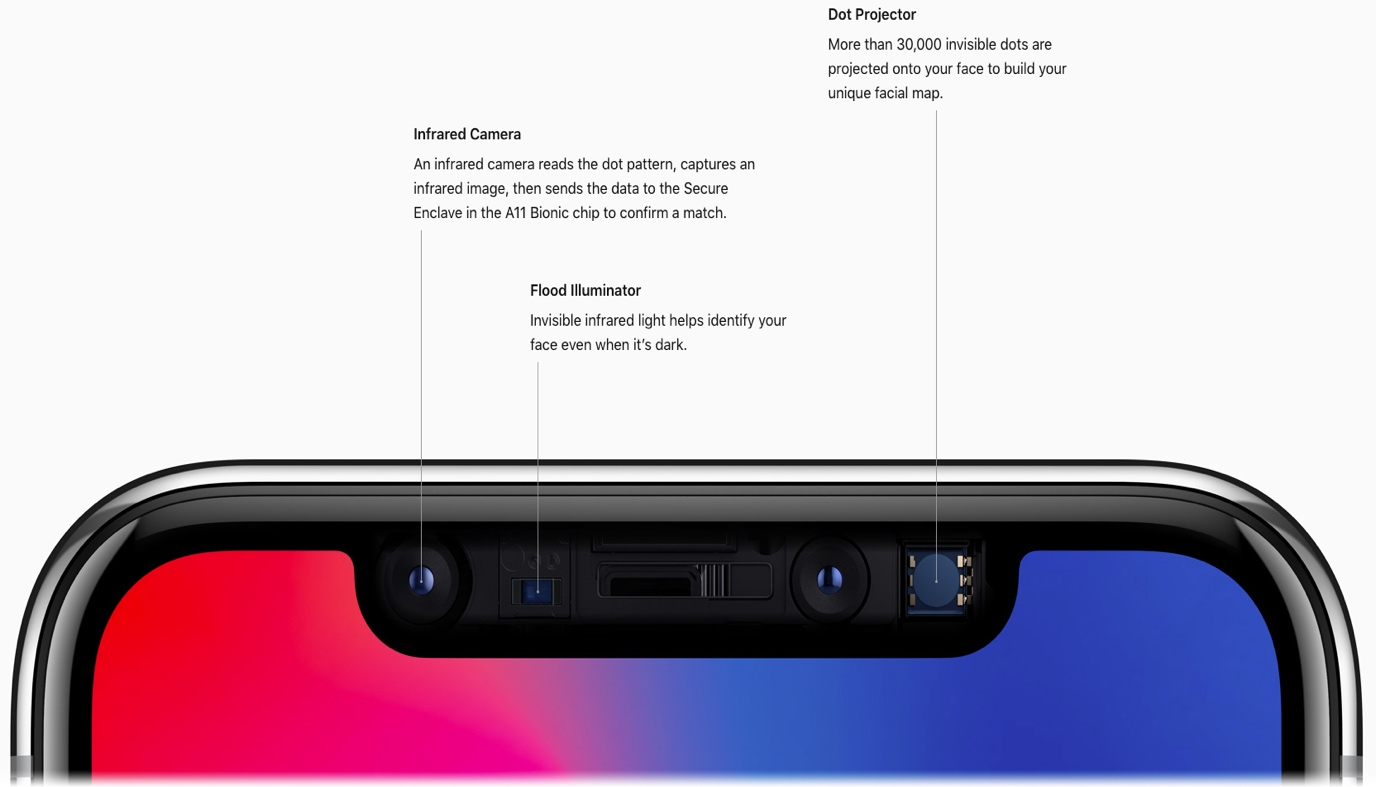 Dot Projector
More than 30,000 invisible dots are
projected onto your face to build your
unique facial map.
Infrared Camera
An infrared camera reads the dot pattern, captures an
infrared image, then sends the data to the Secure
Enclave in the A11 Bionic chip to confirm a match.
Flood Illuminator
Invisible infrared light helps identify your
face even when it’s dark.